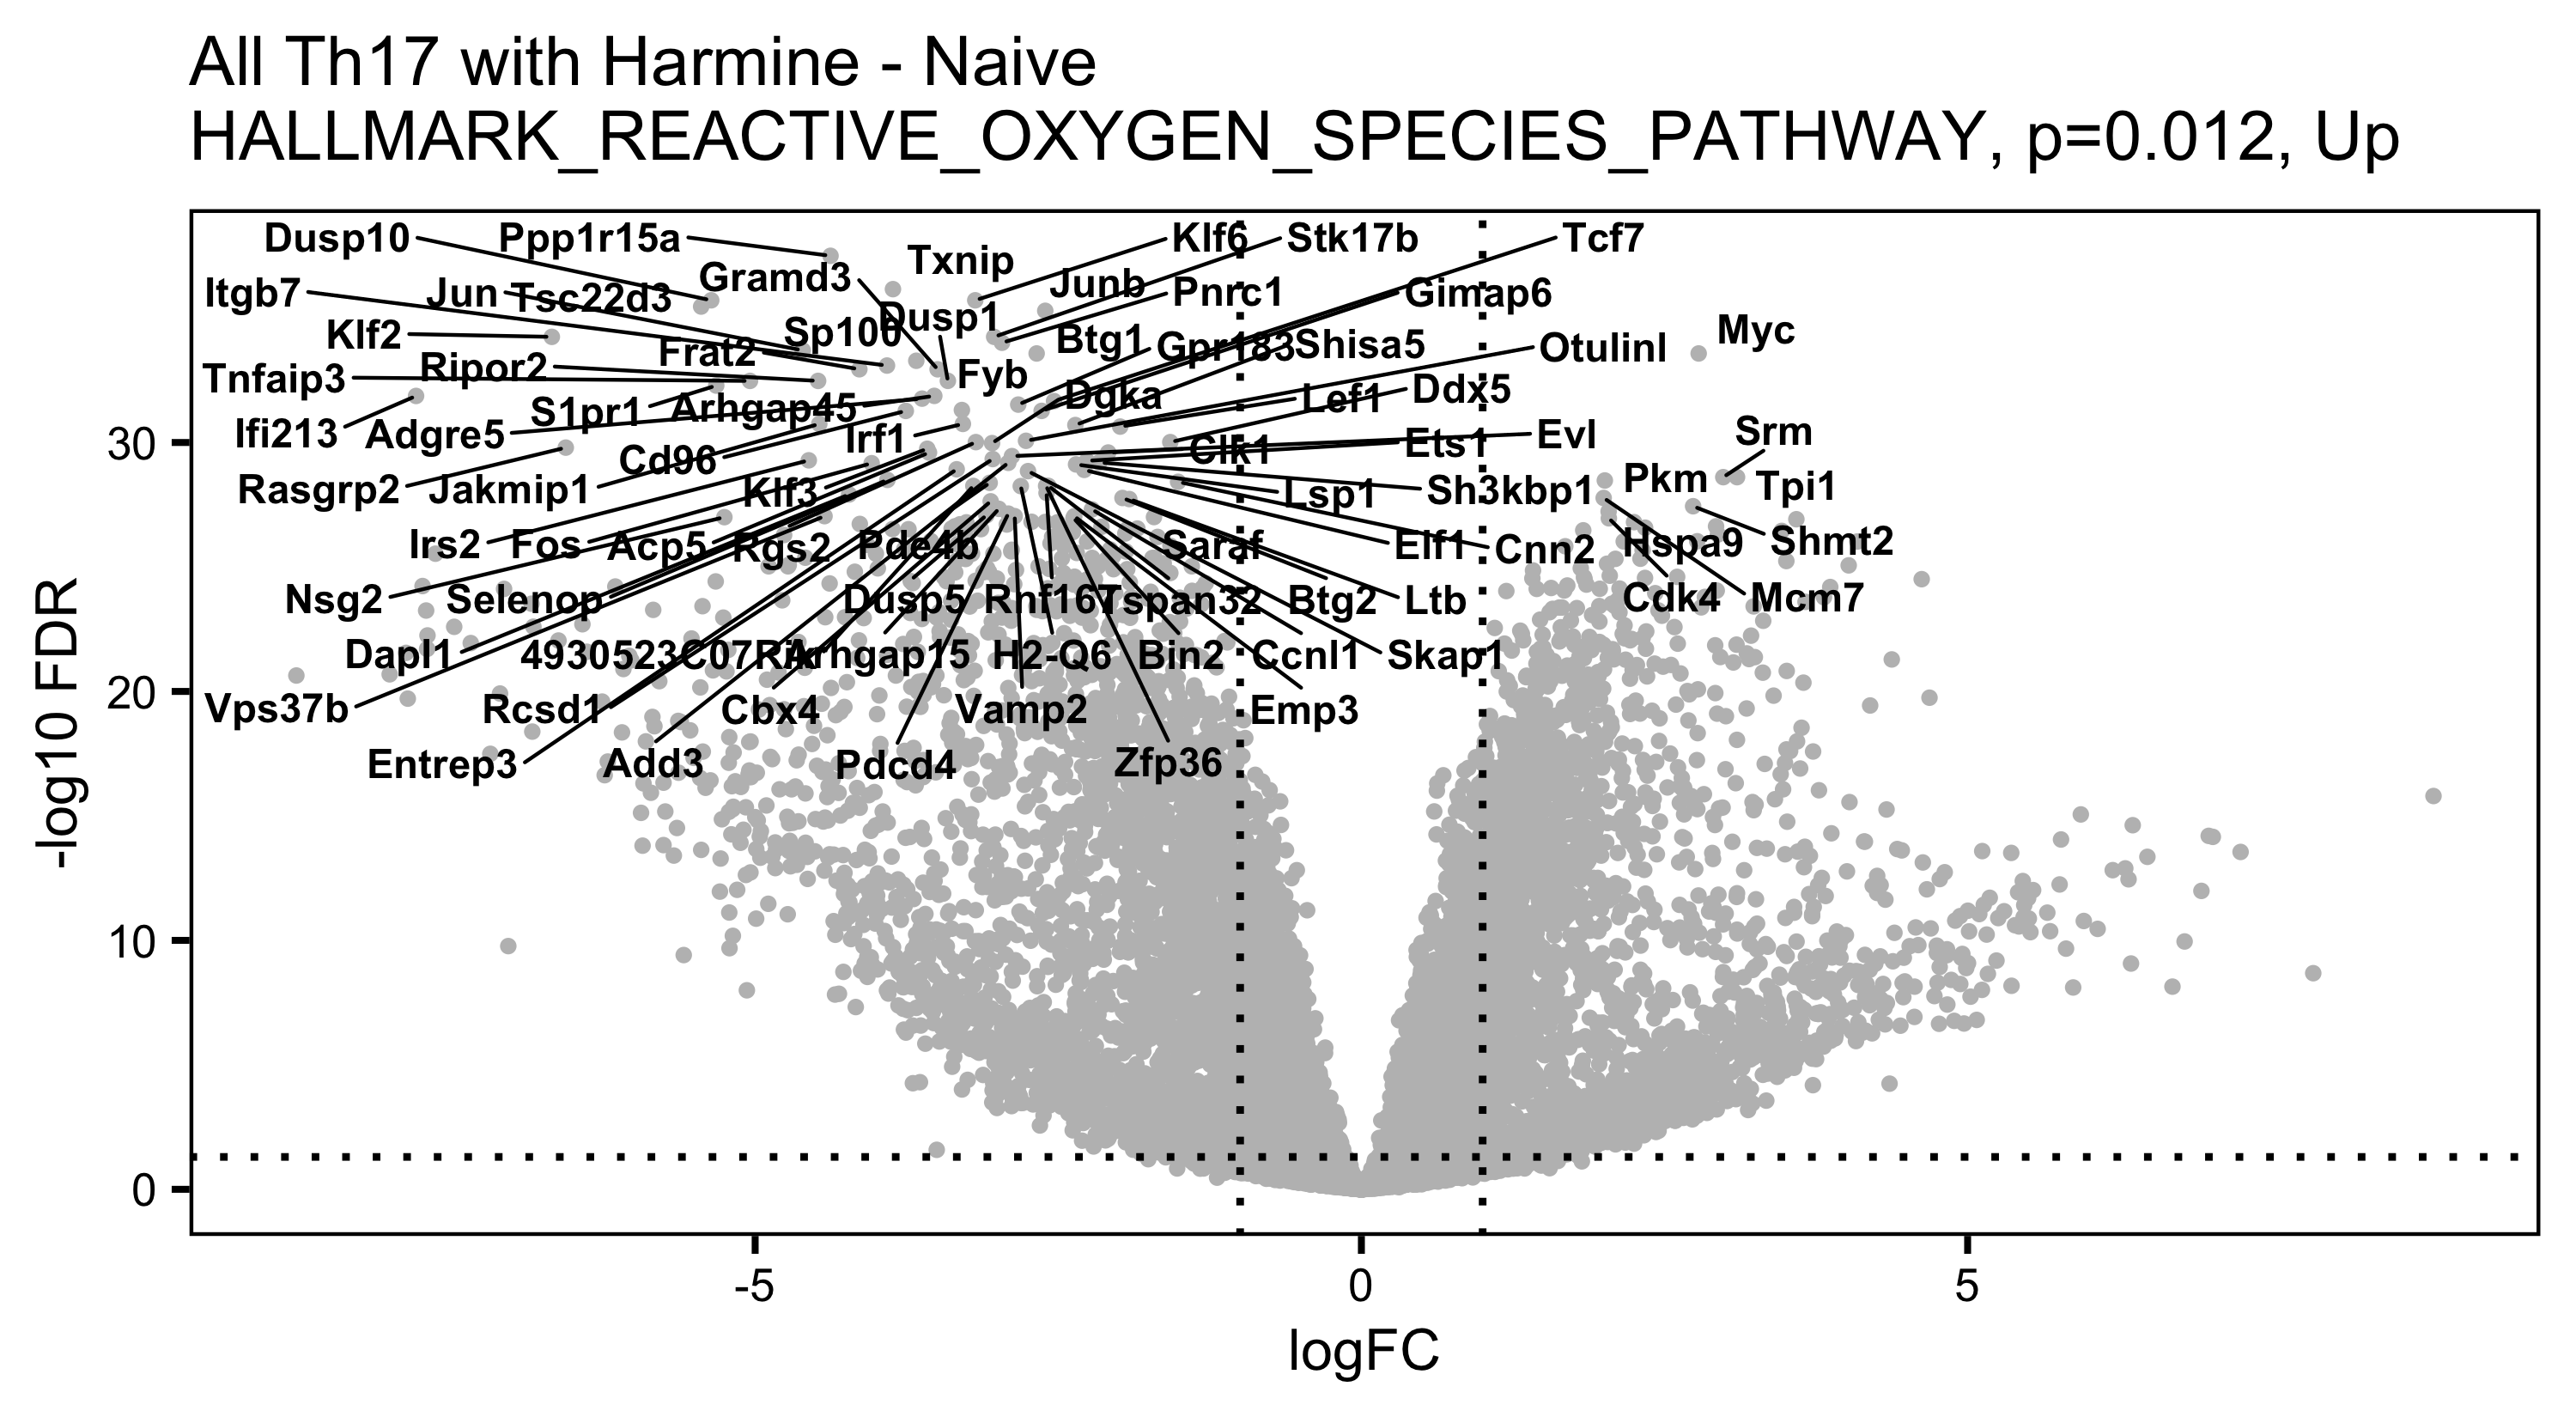 All Th17 with Harmine - Naive
HALLMARK_REACTIVE_OXYGEN_SPECIES_PATHWAY, p=0.012, Up
Dusp10 Ppp1r15a Klf6 Stk17b Tcf7
Txnip
Gramd3 Junb
Itgb7 Jun Tsc22d3 Pnrc1 Gimap6
Dusp1
Klf2 Sp100 Myc
Frat2 Btg1 Gpr183 Shisa5 Otulinl
Tnfaip3 Ripor2 Fyb
Dgka Lef1 Ddx5
S1pr1 Arhgap45
Ifi213 Adgre5 Irf1 Clk1 Ets1 Evl Srm
Cd96
Rasgrp2 Jakmip1 Klf3 Lsp1 Sh3kbp1 Pkm Tpi1
Irs2 Fos Acp5 Rgs2 Pde4b Saraf Elf1 Cnn2 Hspa9 Shmt2
Nsg2 Selenop Dusp5 Rnf167 Tspan32 Btg2 Ltb Cdk4 Mcm7
Dapl1 4930523C07Rik Arhgap15 H2-Q6 Bin2 Ccnl1 Skap1
Vps37b Rcsd1 Cbx4 Vamp2 Emp3
Entrep3 Add3 Pdcd4 Zfp36
-log10 FDR
30
20
10
0
-5 0 5
logFC